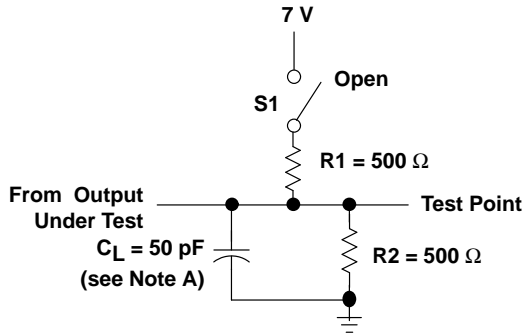 7 V
Open
S1
R1 = 500 Ω
From Output
Under Test
Test Point
CL = 50 pF
(see Note A)
R2 = 500 Ω